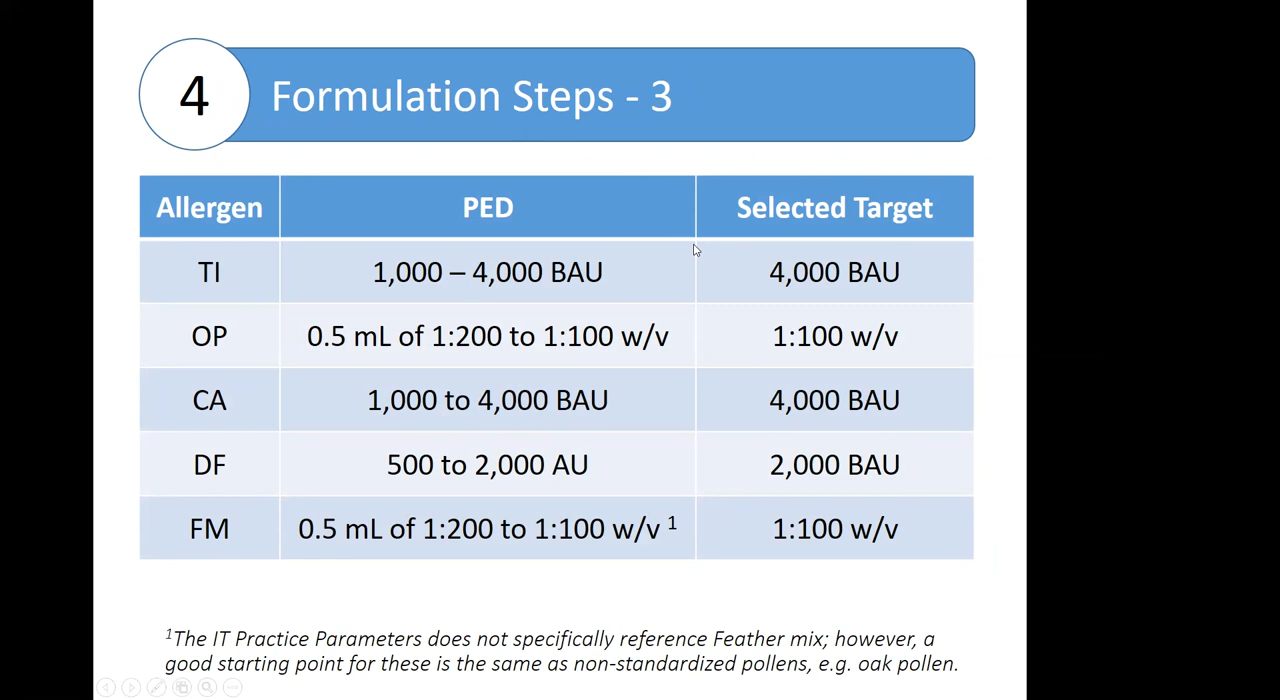 4
Formulation Steps - 3
Allergen PED Selected Target
TI 1,000 – 4,000 BAU 4,000 BAU
OP 0.5 mL of 1:200 to 1:100 w/v 1:100 w/v
CA 1,000 to 4,000 BAU 4,000 BAU
DF 500 to 2,000 AU 2,000 BAU
FM 0.5 mL of 1:200 to 1:100 w/v 1 1:100 w/v
1The IT Practice Parameters does not specifically reference Feather mix; however, a
good starting point for these is the same as non-standardized pollens, e.g. oak pollen.